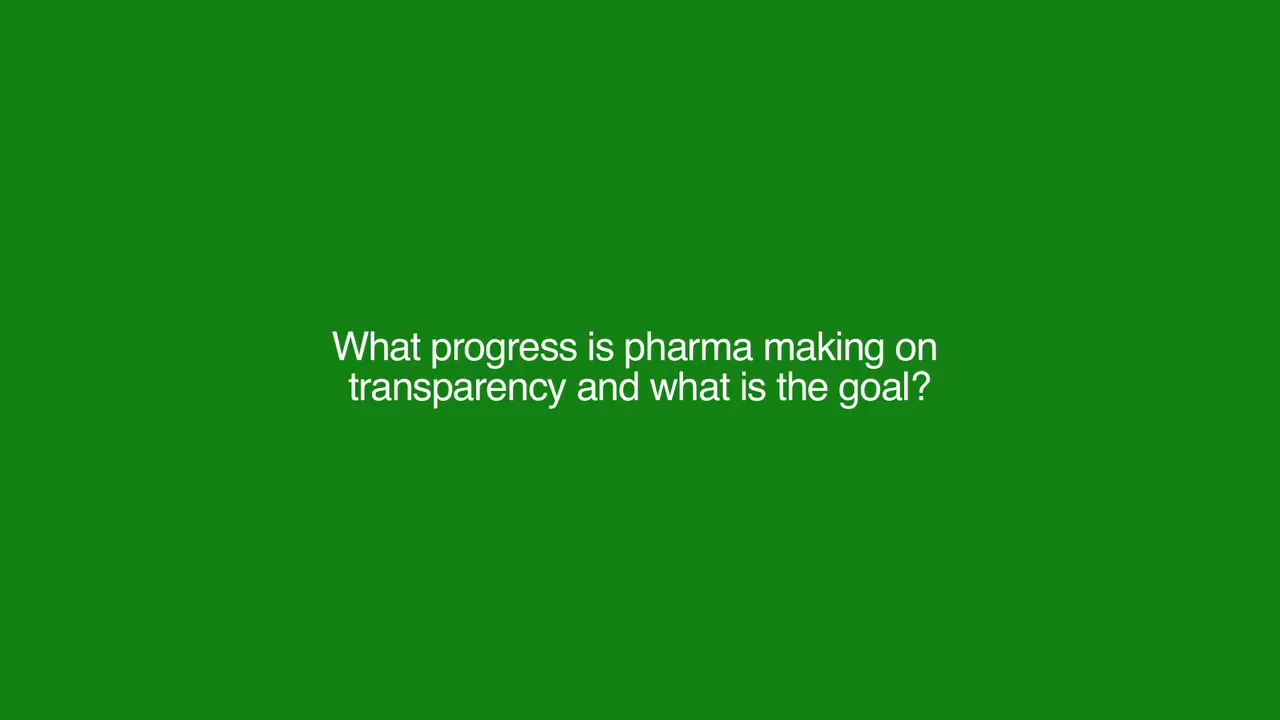 What progress is pharma making on
transparency and what is the goal?